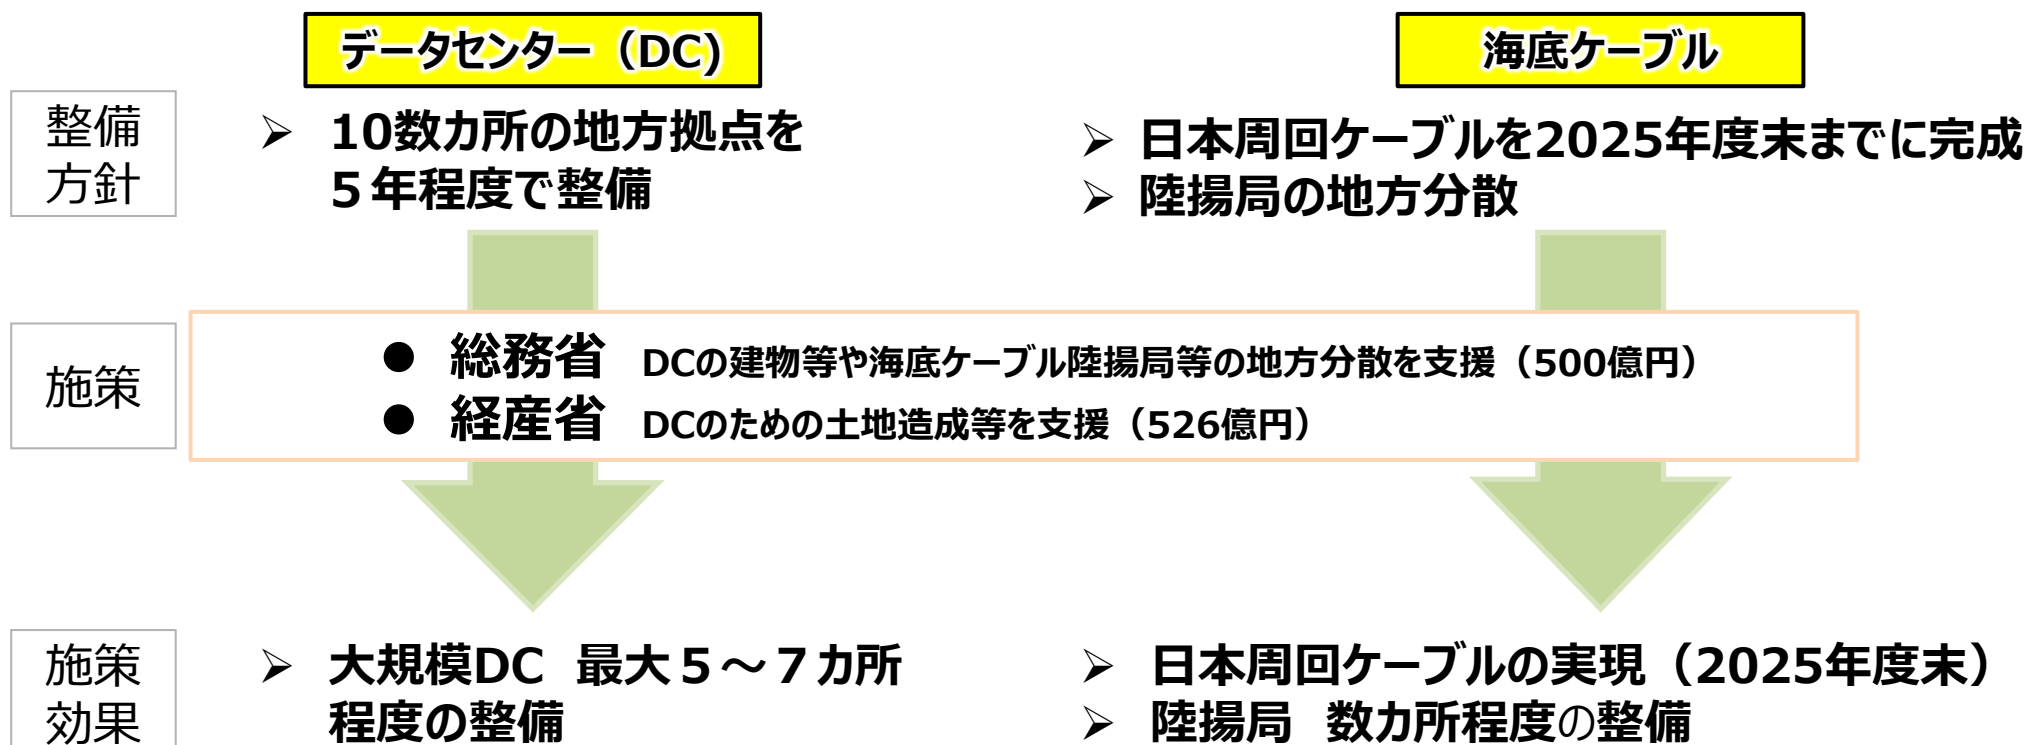 データセンター（DC)
海底ケーブル
整備
方針
➢ 10数カ所の地方拠点を
５年程度で整備
➢ 日本周回ケーブルを2025年度末までに完成
➢ 陸揚局の地方分散
施策
● 総務省 DCの建物等や海底ケーブル陸揚局等の地方分散を支援（500億円）
● 経産省 DCのための土地造成等を支援（526億円）
施策
効果
➢ 大規模DC 最大５～７カ所
程度の整備
➢ 日本周回ケーブルの実現（2025年度末）
➢ 陸揚局 数カ所程度の整備